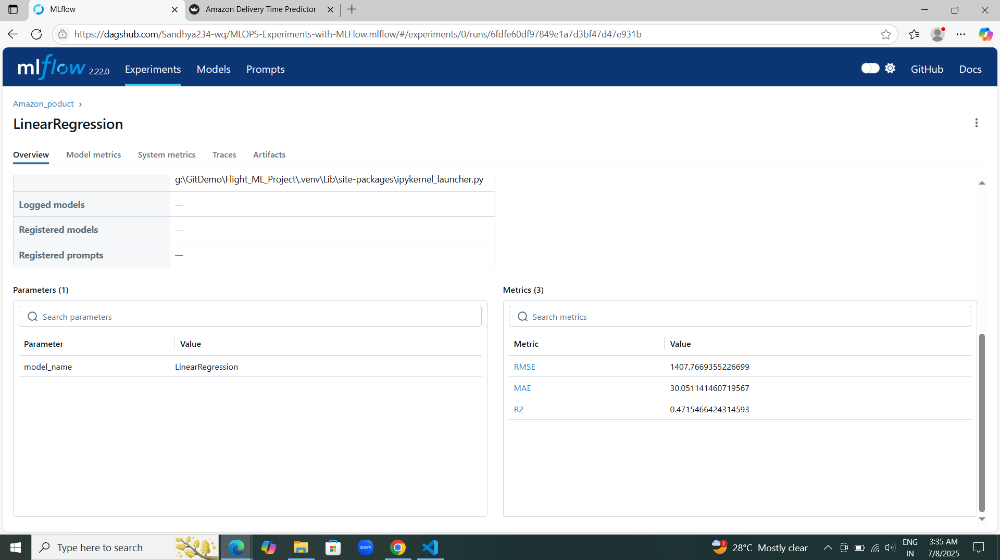 MLflow
Amazon Delivery Time Predictor
https://dagshub.com/Sandhya234-wq/MLOPS-Experiments-with-MLFlow.mlflow/#/experiments/0/runs/6fdfe60df97849e1a7d3bf47d47e931b
mlflow 2.22.0 Experiments Models Prompts GitHub Docs
Amazon_poduct
LinearRegression
Overview Model metrics System metrics Traces Artifacts
g:\GitDemo\Flight_ML_Project\.venv\Lib\site-packages\ipykernel_launcher.py
Logged models —
Registered models —
Registered prompts —
Parameters (1)
Search parameters
Parameter Value
model_name LinearRegression
Metrics (3)
Search metrics
Metric Value
RMSE 1407.7669355226699
MAE 30.051141460719567
R2 0.4715466424314593
Type here to search
zoom
1
28°C Mostly clear
ENG
IN
3:35 AM
7/8/2025